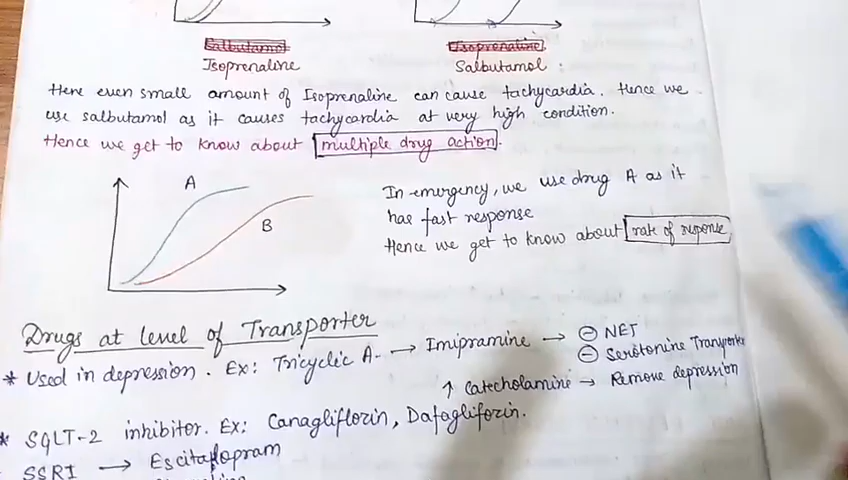 Salbutamol
Isoprenaline
Isoprenaline
Salbutamol :
Here even small amount of Isoprenaline can cause tachycardia. Hence we
use salbutamol as it causes tachycardia at very high condition.
Hence we get to know about multiple drug action.
A
B
In emergency, we use drug A as it
has fast response
Hence we get to know about rate of response
Drugs at level of Transporter
* Used in depression. Ex: Tricyclic A. → Imipramine → ⊖ NET
⊖ Serotonine Transporter
↑ Catecholamine → Remove depression
* SGLT-2 inhibitor. Ex: Canagliflorin, Dafagliforin.
SSRI → Escitaflopram